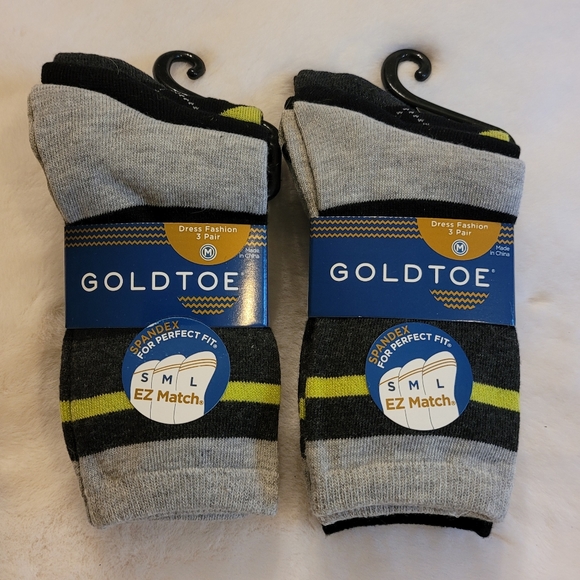 Dress Fashion
3 Pair
M
Made
in China
GOLDTOE®
SPANDEX
FOR PERFECT FIT®
S M L
EZ Match®
Dress Fashion
3 Pair
M
Made
in China
GOLDTOE®
SPANDEX
FOR PERFECT FIT®
S M L
EZ Match®